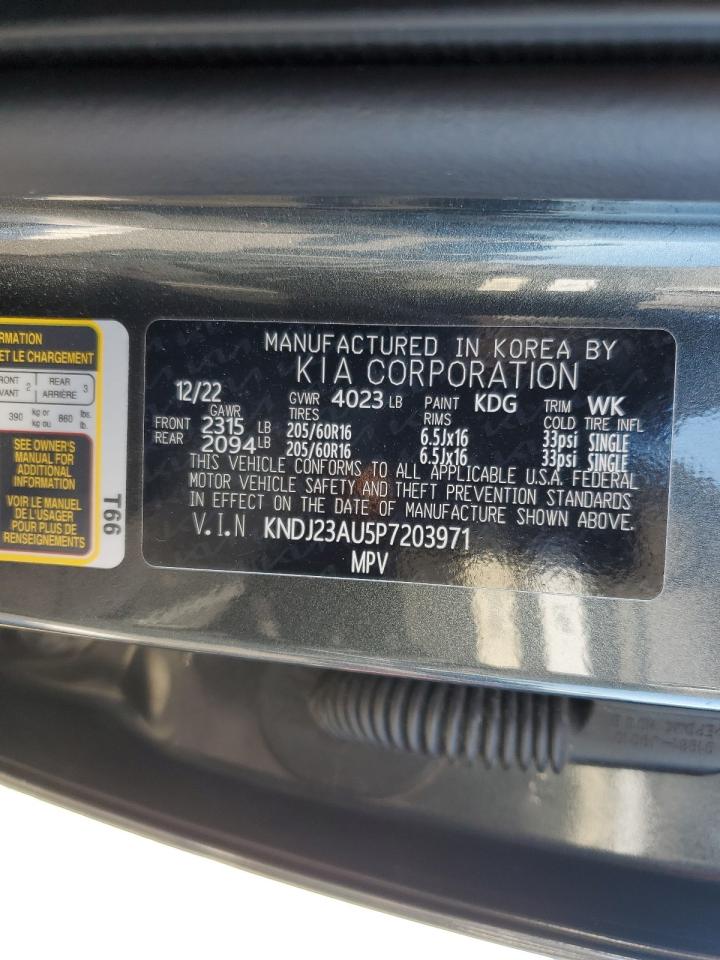 MANUFACTURED IN KOREA BY
KIA CORPORATION
12/22 GVWR 4023 LB PAINT KDG TRIM WK
GAWR TIRES RIMS COLD TIRE INFL
FRONT 2315 LB 205/60R16 6.5Jx16 33psi SINGLE
REAR 2094 LB 205/60R16 6.5Jx16 33psi SINGLE
THIS VEHICLE CONFORMS TO ALL APPLICABLE U.S.A. FEDERAL
MOTOR VEHICLE SAFETY AND THEFT PREVENTION STANDARDS
IN EFFECT ON THE DATE OF MANUFACTURE SHOWN ABOVE.
V.I.N KNDJ23AU5P7203971
MPV
ET LE CHARGEMENT
2 REAR 3
ARRIÈRE
390 kg or lbs.
kg ou 860 lb.
SEE OWNER'S
MANUAL FOR
ADDITIONAL
INFORMATION
VOIR LE MANUEL
DE L'USAGER
POUR PLUS DE
RENSEIGNEMENTS
T66